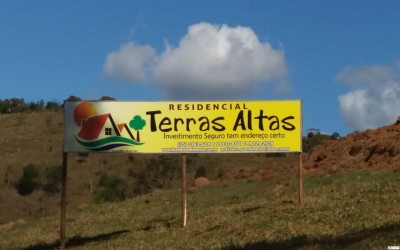 RESIDENCIAL
Terras Altas
Investimento Seguro tem endereço certo